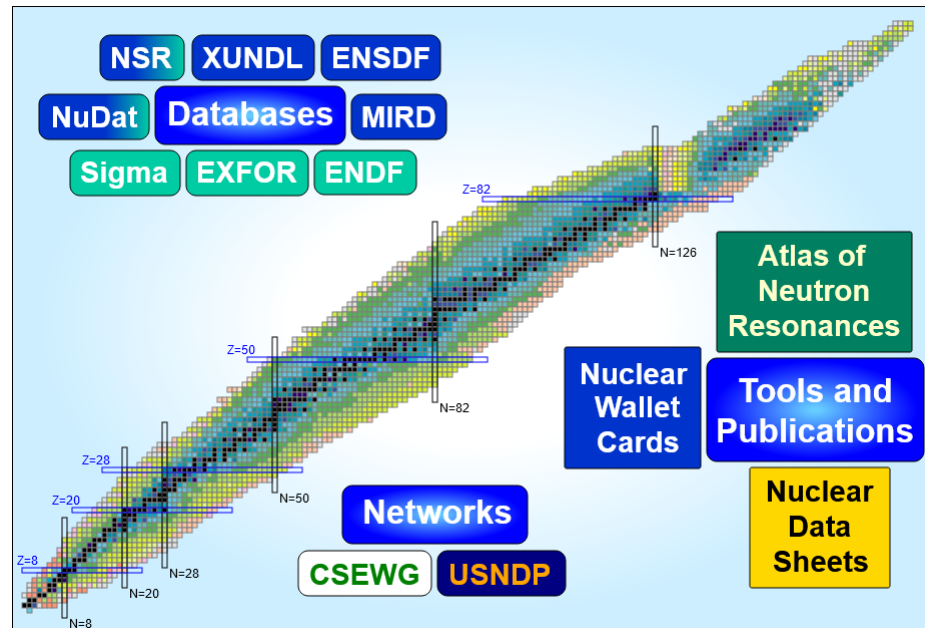 NSR
XUNDL
ENSDF
NuDat
Databases
MIRD
Sigma
EXFOR
ENDF
Z=82
N=126
Atlas of
Neutron
Resonances
Z=50
N=82
Nuclear
Wallet
Cards
Tools and
Publications
Z=28
N=50
Z=20
N=28
Networks
Nuclear
Data
Sheets
Z=8
N=20
CSEWG
USNDP
N=8